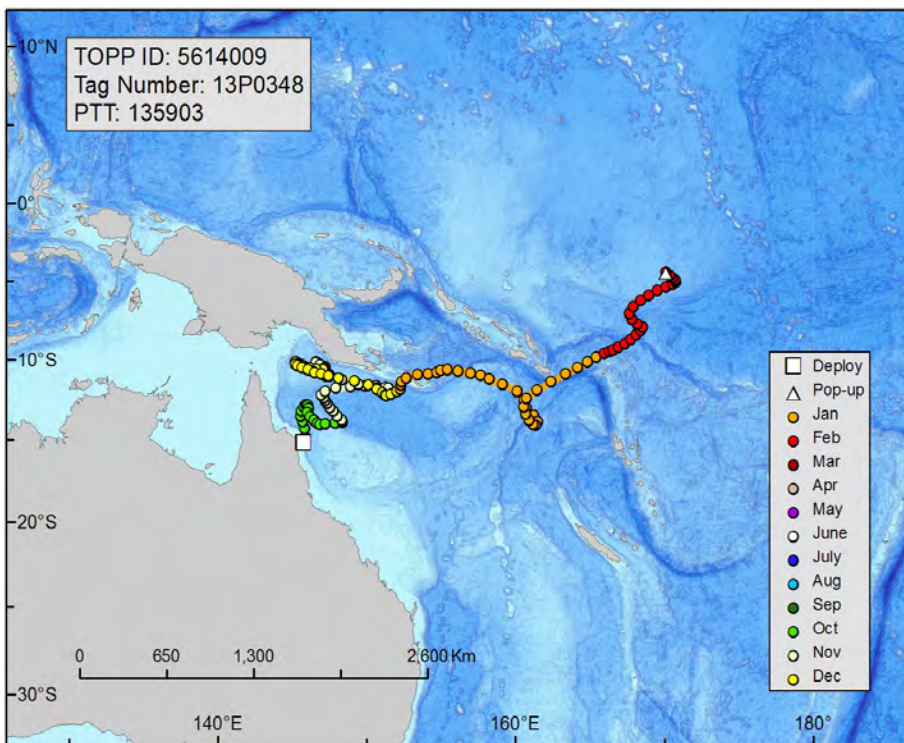 TOPP ID: 5614009
Tag Number: 13P0348
PTT: 135903
10°N
0°
10°S
20°S
30°S
140°E
160°E
180°
0 650 1,300 2,600 Km
Deploy
Pop-up
Jan
Feb
Mar
Apr
May
June
July
Aug
Sep
Oct
Nov
Dec